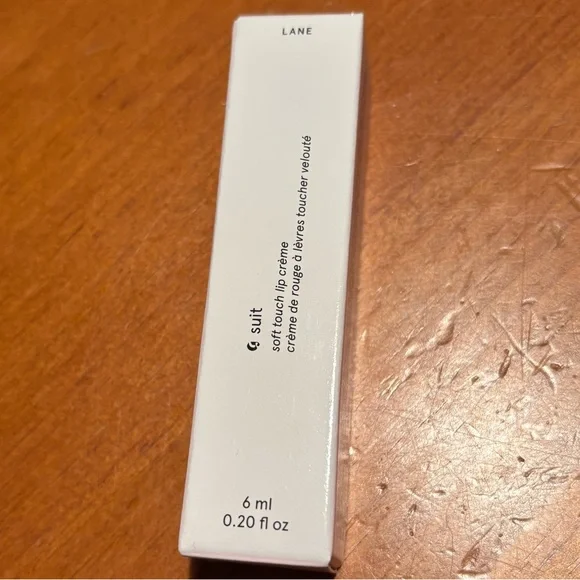 LANE
G suit
soft touch lip crème
crème de rouge à lèvres toucher velouté
6 ml
0.20 fl oz